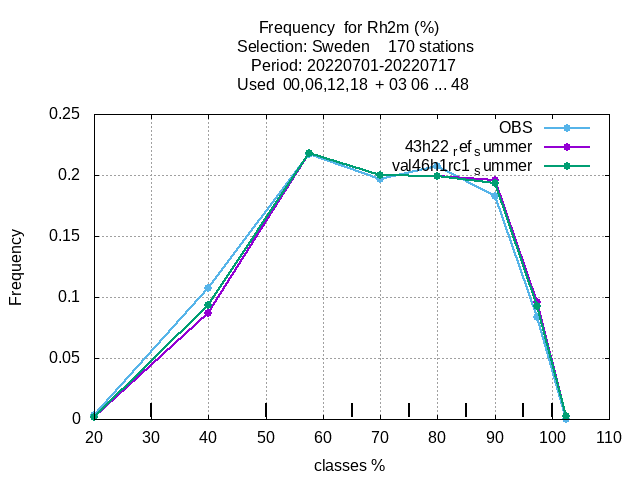 Frequency for Rh2m (%)
Selection: Sweden 170 stations
Period: 20220701-20220717
Used 00,06,12,18 + 03 06 ... 48
0.25
OBS
43h22 ref summer
val46h1rc1 summer
0.2
0.15
0.1
0.05
0
Frequency
20 30 40 50 60 70 80 90 100 110
classes %